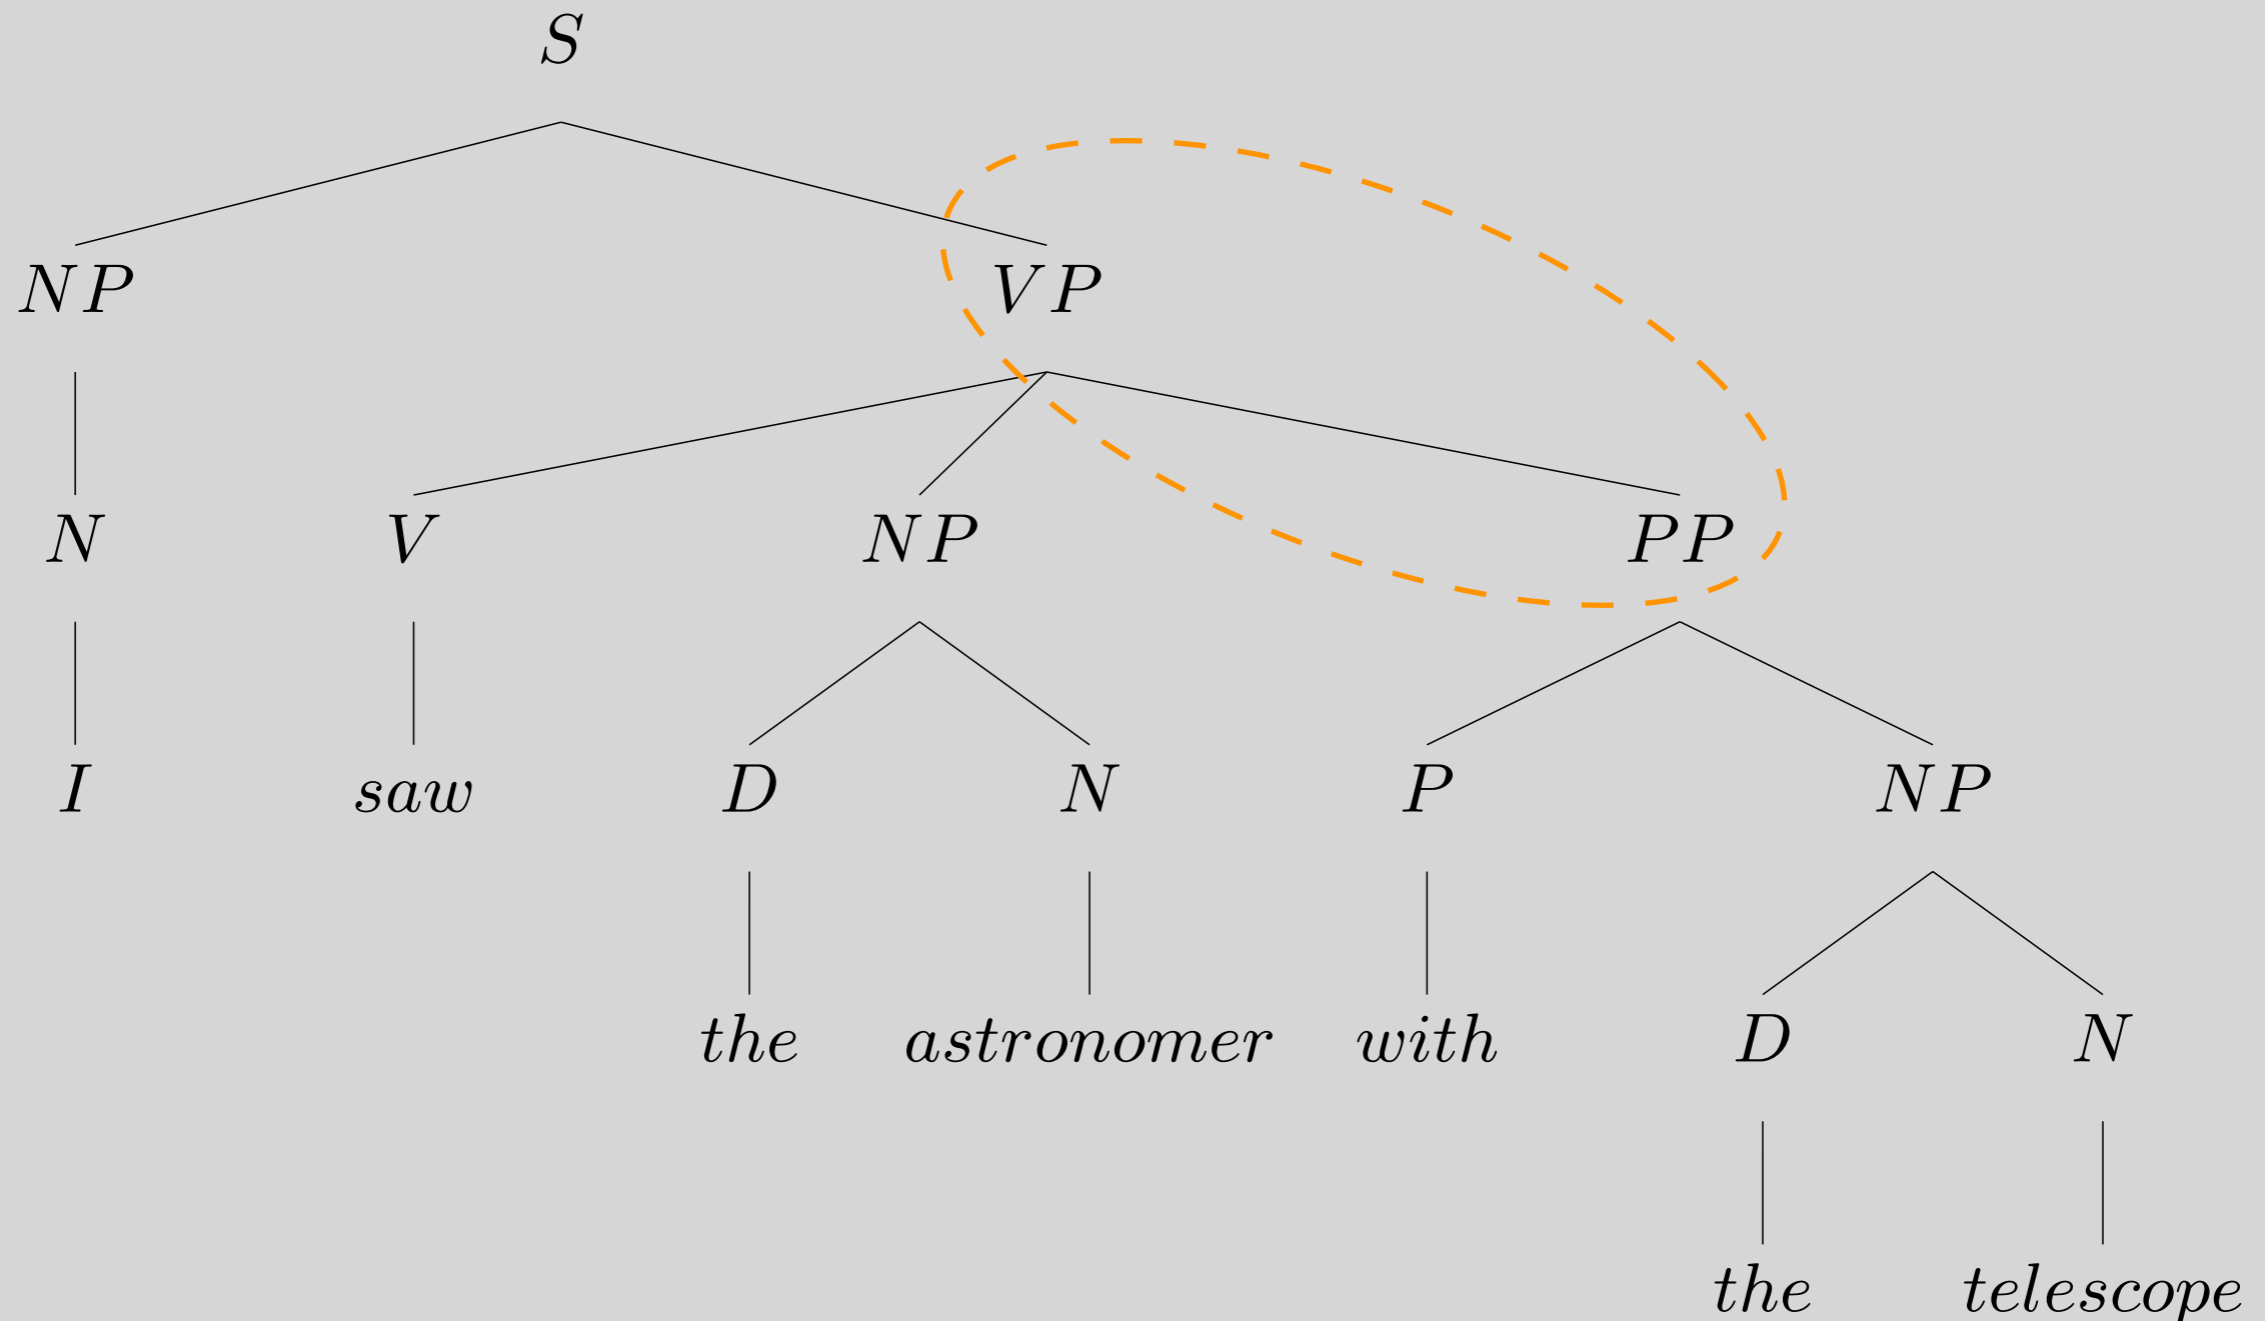 S
NP VP
N V NP PP
I saw D N P NP
the astronomer with D N
the telescope